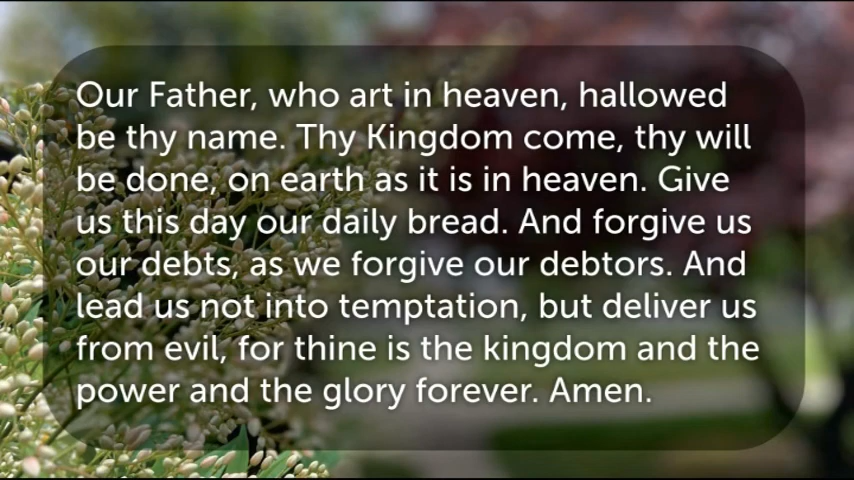 Our Father, who art in heaven, hallowed
be thy name. Thy Kingdom come, thy will
be done, on earth as it is in heaven. Give
us this day our daily bread. And forgive us
our debts, as we forgive our debtors. And
lead us not into temptation, but deliver us
from evil, for thine is the kingdom and the
power and the glory forever. Amen.